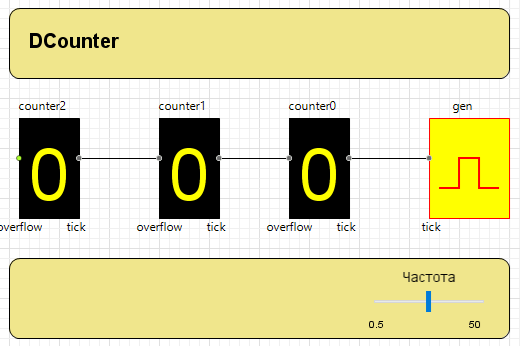 DCounter
counter2 counter1 counter0 gen
0 0 0
overflow tick overflow tick overflow tick tick
Частота
0.5 50